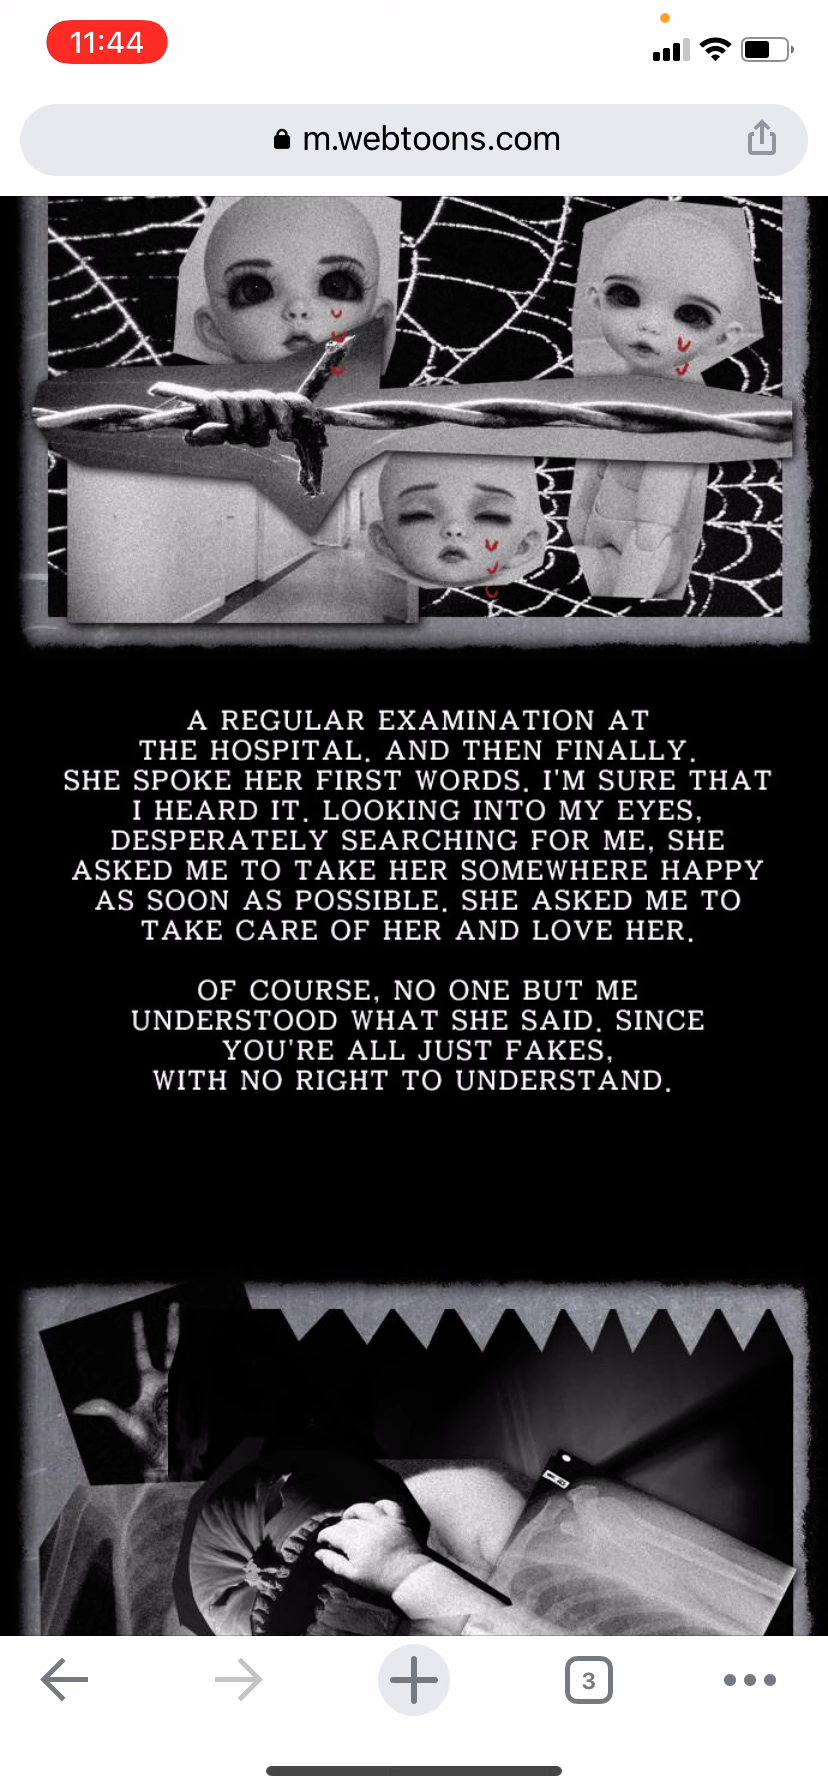 11:44
m.webtoons.com
A REGULAR EXAMINATION AT
THE HOSPITAL. AND THEN FINALLY.
SHE SPOKE HER FIRST WORDS. I'M SURE THAT
I HEARD IT. LOOKING INTO MY EYES,
DESPERATELY SEARCHING FOR ME, SHE
ASKED ME TO TAKE HER SOMEWHERE HAPPY
AS SOON AS POSSIBLE. SHE ASKED ME TO
TAKE CARE OF HER AND LOVE HER.
OF COURSE, NO ONE BUT ME
UNDERSTOOD WHAT SHE SAID. SINCE
YOU'RE ALL JUST FAKES,
WITH NO RIGHT TO UNDERSTAND.
3